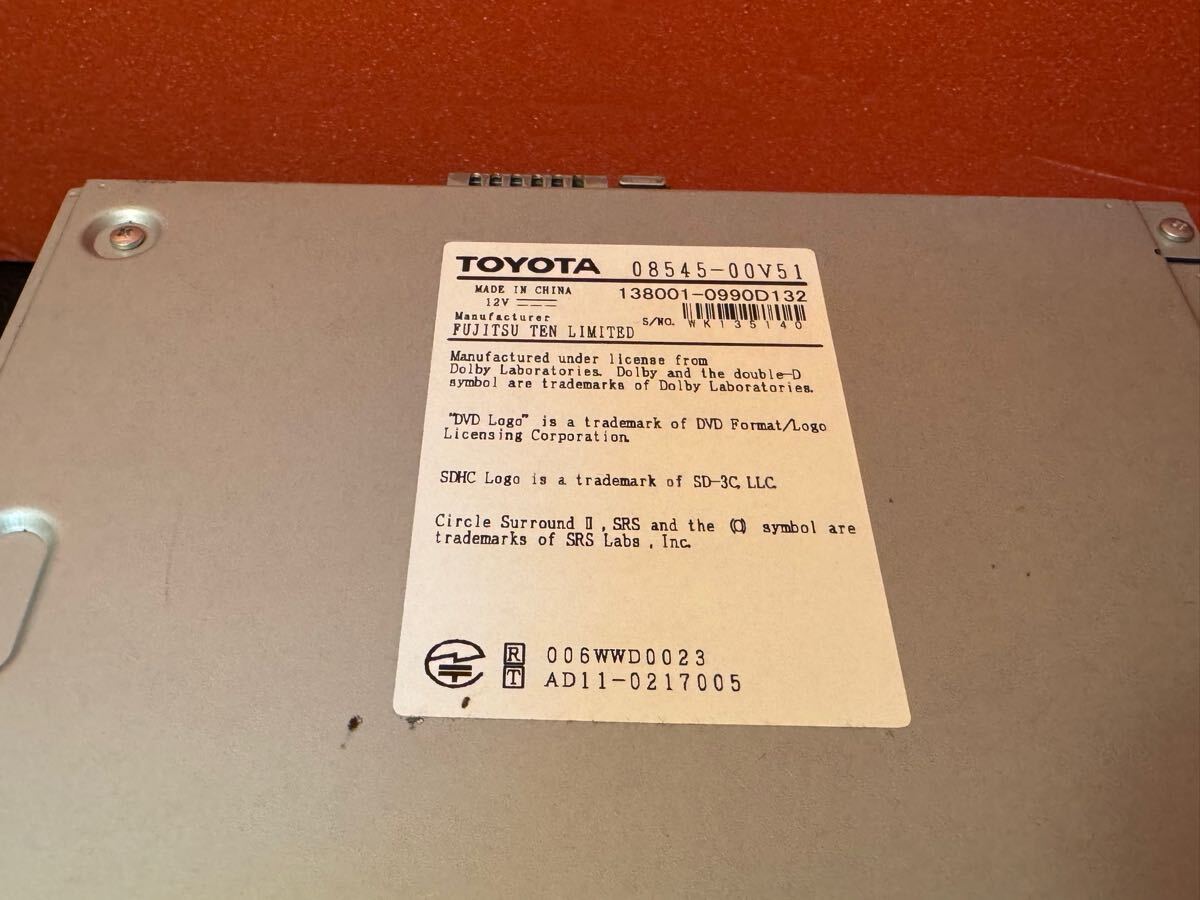 TOYOTA 08545-00V51
MADE IN CHINA 138001-0990D132
12V
Manufacturer S/NO. WK135140
FUJITSU TEN LIMITED
Manufactured under license from
Dolby Laboratories. Dolby and the double-D
symbol are trademarks of Dolby Laboratories.
"DVD Logo" is a trademark of DVD Format/Logo
Licensing Corporation.
SDHC Logo is a trademark of SD-3C, LLC.
Circle Surround II, SRS and the symbol are
trademarks of SRS Labs, Inc.
R 006WWD0023
T AD11-0217005